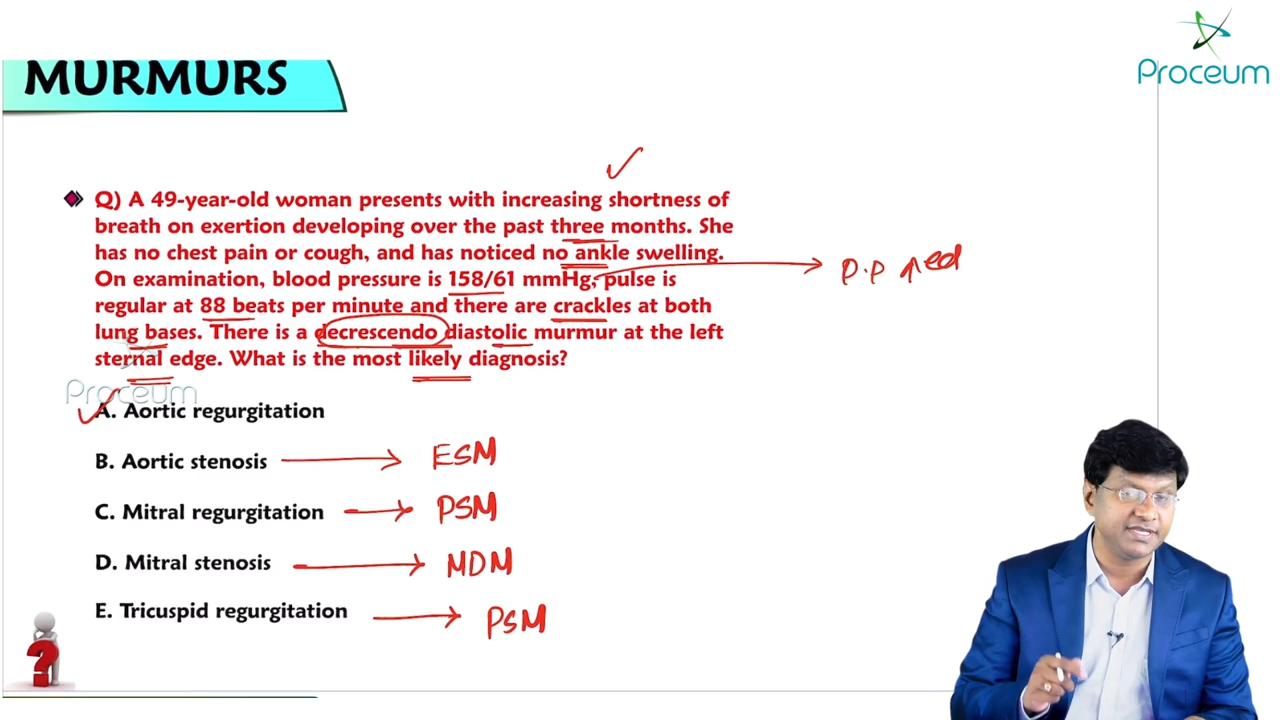 MURMURS
Proceum
Q) A 49-year-old woman presents with increasing shortness of
breath on exertion developing over the past three months. She
has no chest pain or cough, and has noticed no ankle swelling.
On examination, blood pressure is 158/61 mmHg, pulse is
regular at 88 beats per minute and there are crackles at both
lung bases. There is a decrescendo diastolic murmur at the left
sternal edge. What is the most likely diagnosis?
P.P ↑ed
Proceum
A. Aortic regurgitation
B. Aortic stenosis → ESM
C. Mitral regurgitation → PSM
D. Mitral stenosis → MDM
E. Tricuspid regurgitation → PSM
?